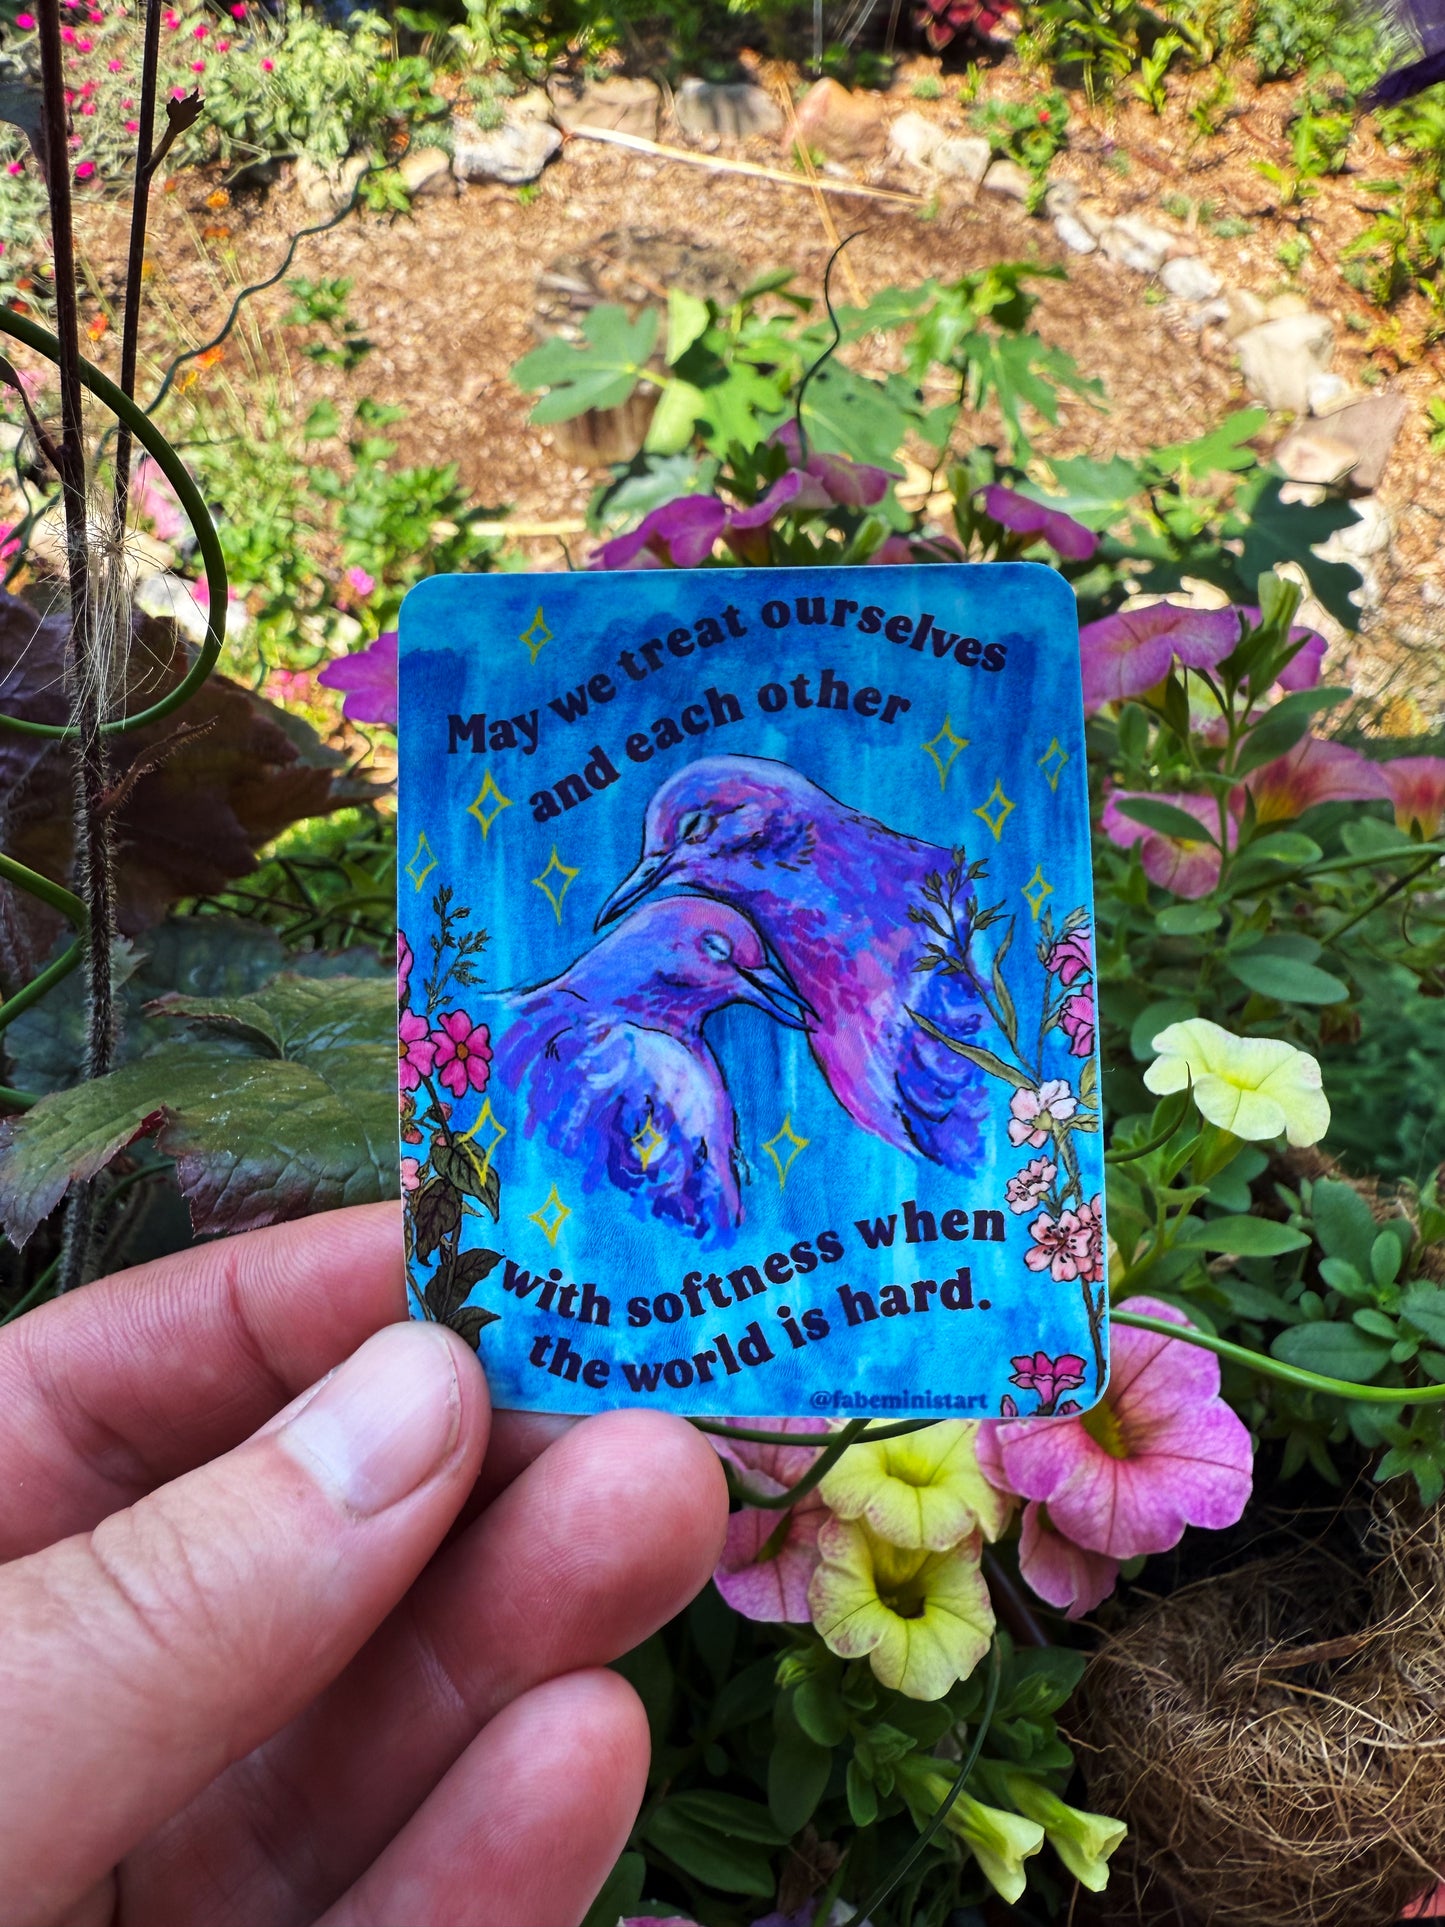 May we treat ourselves
and each other
with softness when
the world is hard.
@fabeministart